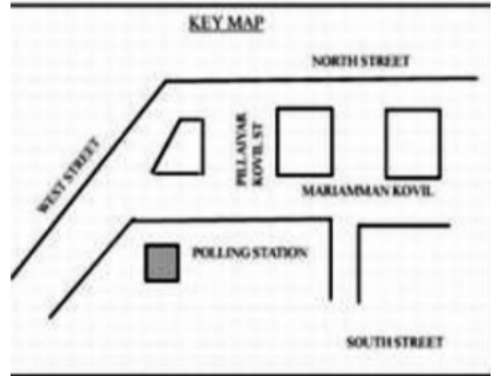 KEY MAP
NORTH STREET
WEST STREET
PILLAIYAR
KOVIL ST
MARIAMMAN KOVIL
POLLING STATION
SOUTH STREET